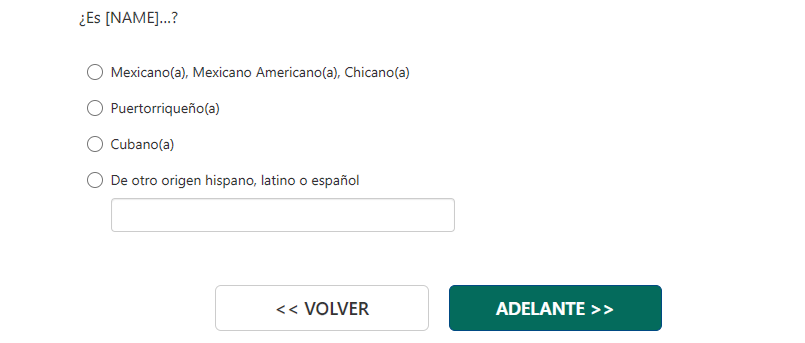 ¿Es [NAME]...?
Mexicano(a), Mexicano Americano(a), Chicano(a)
Puertorriqueño(a)
Cubano(a)
De otro origen hispano, latino o español
<< VOLVER
ADELANTE >>